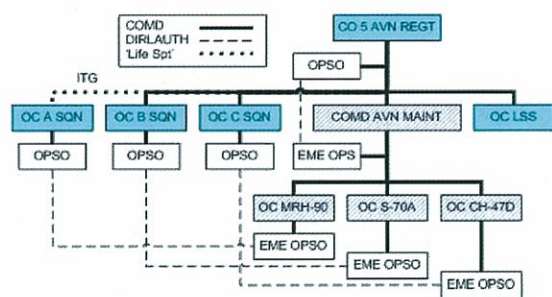 COMD
DIRLAUTH
'Life Spt'
CO 5 AVN REGT
OPSO
ITG
OC A SQN
OC B SQN
OC C SQN
COMD AVN MAINT
OC LSS
OPSO
OPSO
OPSO
EME OPS
OC MRH-90
OC S-70A
OC CH-47D
EME OPSO
EME OPSO
EME OPSO